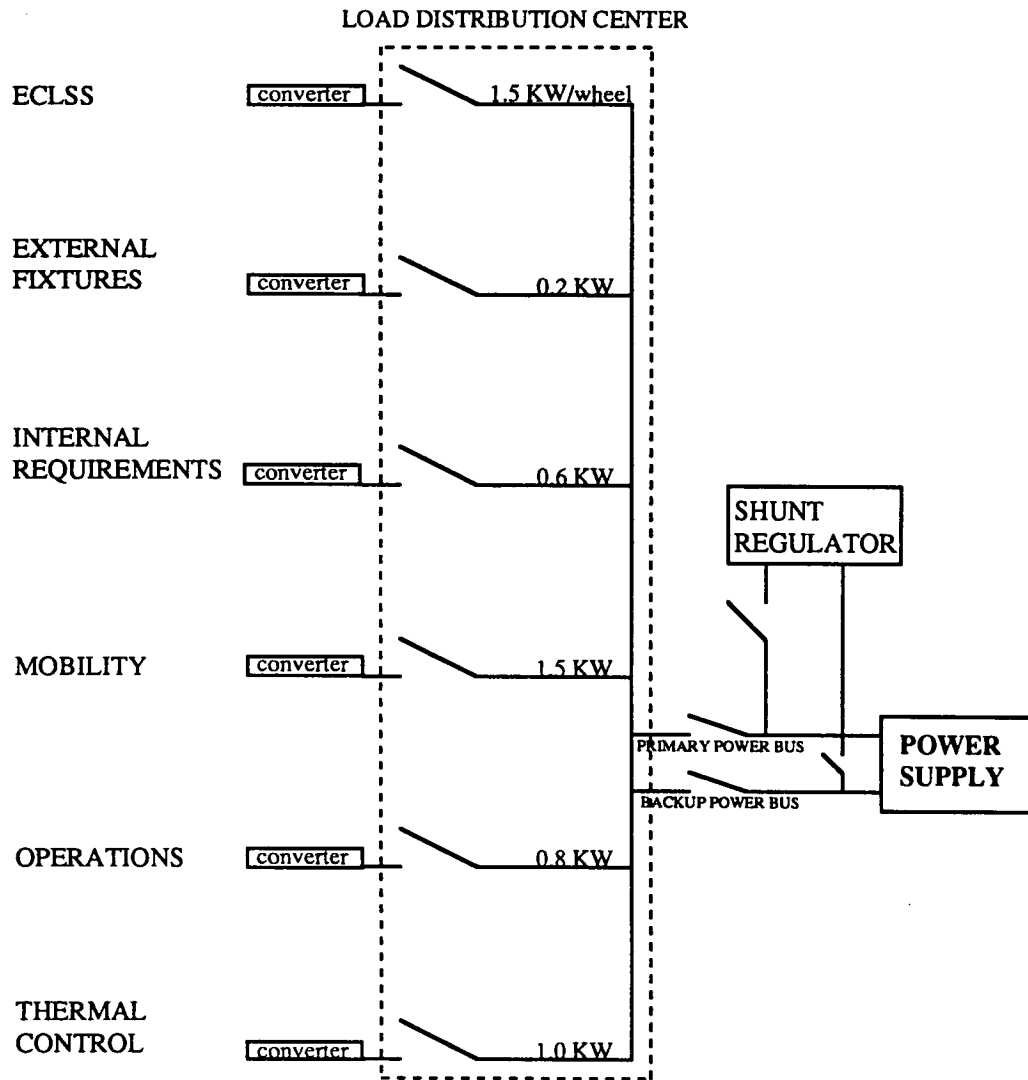 LOAD DISTRIBUTION CENTER
ECLSS
converter
1.5 KW/wheel
EXTERNAL
FIXTURES
converter
0.2 KW
INTERNAL
REQUIREMENTS
converter
0.6 KW
SHUNT
REGULATOR
MOBILITY
converter
1.5 KW
PRIMARY POWER BUS
POWER
SUPPLY
BACKUP POWER BUS
OPERATIONS
converter
0.8 KW
THERMAL
CONTROL
converter
1.0 KW